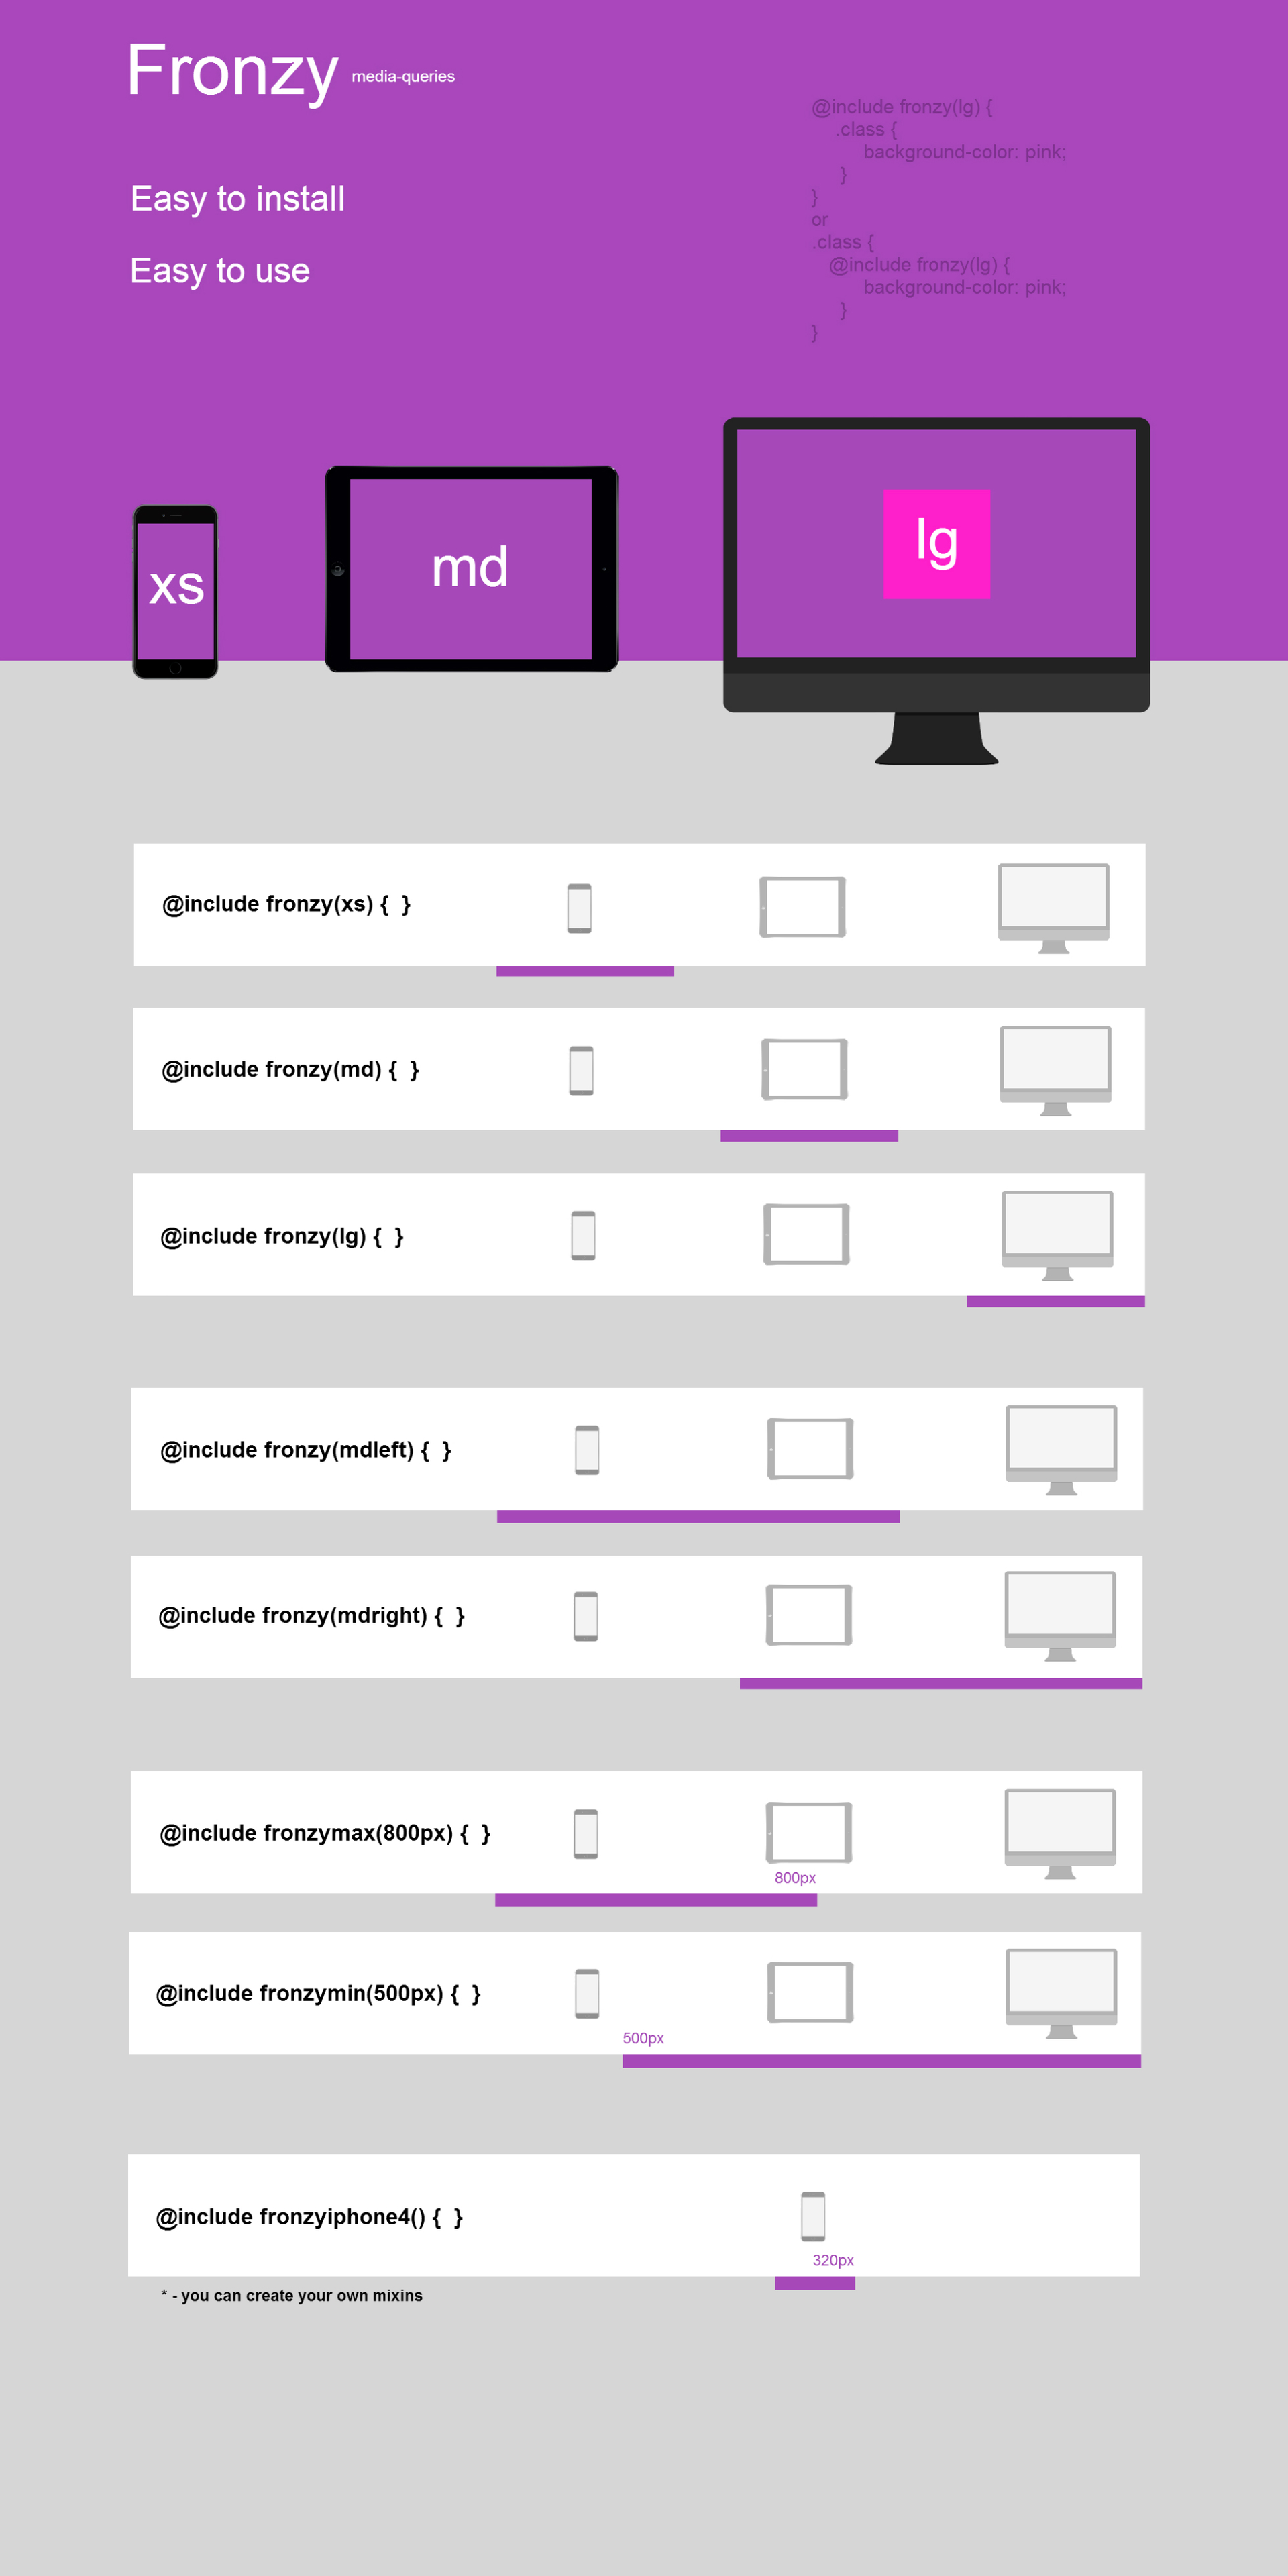 Fronzy media-queries
Easy to install
Easy to use
@include fronzy(lg) {
.class {
background-color: pink;
}
}
or
.class {
@include fronzy(lg) {
background-color: pink;
}
}
xs
md
lg
@include fronzy(xs) { }
@include fronzy(md) { }
@include fronzy(lg) { }
@include fronzy(mdleft) { }
@include fronzy(mdright) { }
@include fronzymax(800px) { }
800px
@include fronzymin(500px) { }
500px
@include fronzyiphone4() { }
320px
* - you can create your own mixins